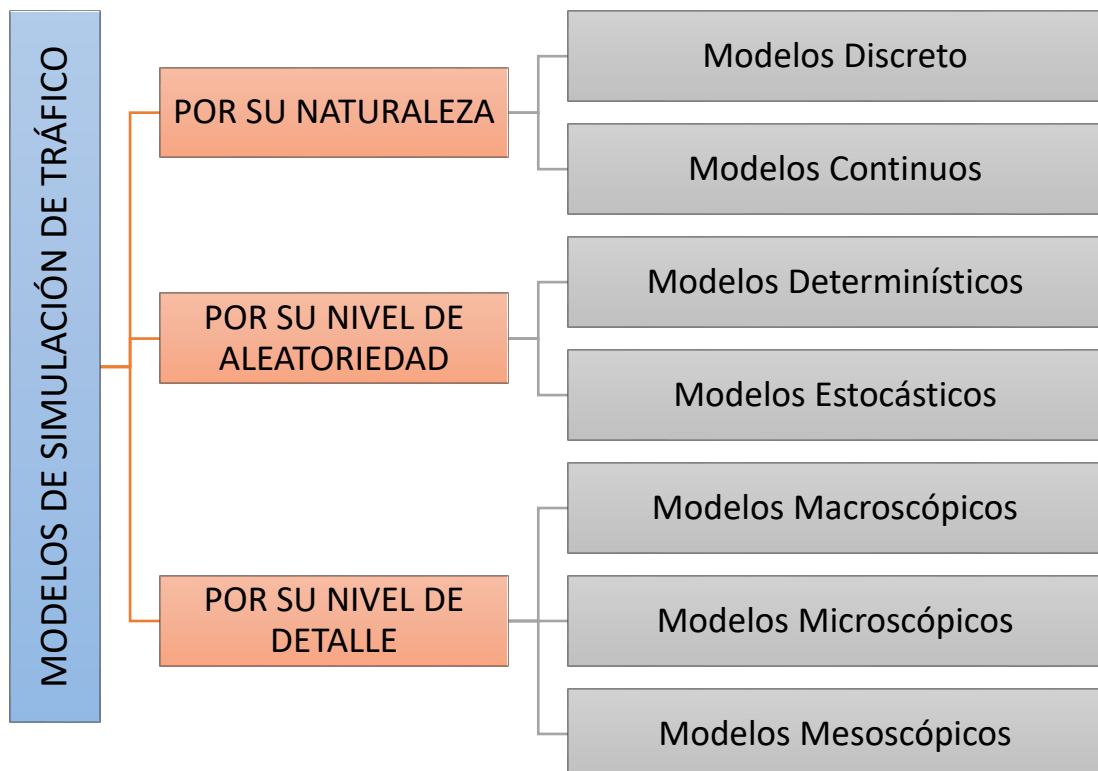 MODELOS DE SIMULACIÓN DE TRÁFICO
POR SU NATURALEZA
Modelos Discreto
Modelos Continuos
POR SU NIVEL DE
ALEATORIEDAD
Modelos Determinísticos
Modelos Estocásticos
POR SU NIVEL DE
DETALLE
Modelos Macroscópicos
Modelos Microscópicos
Modelos Mesoscópicos